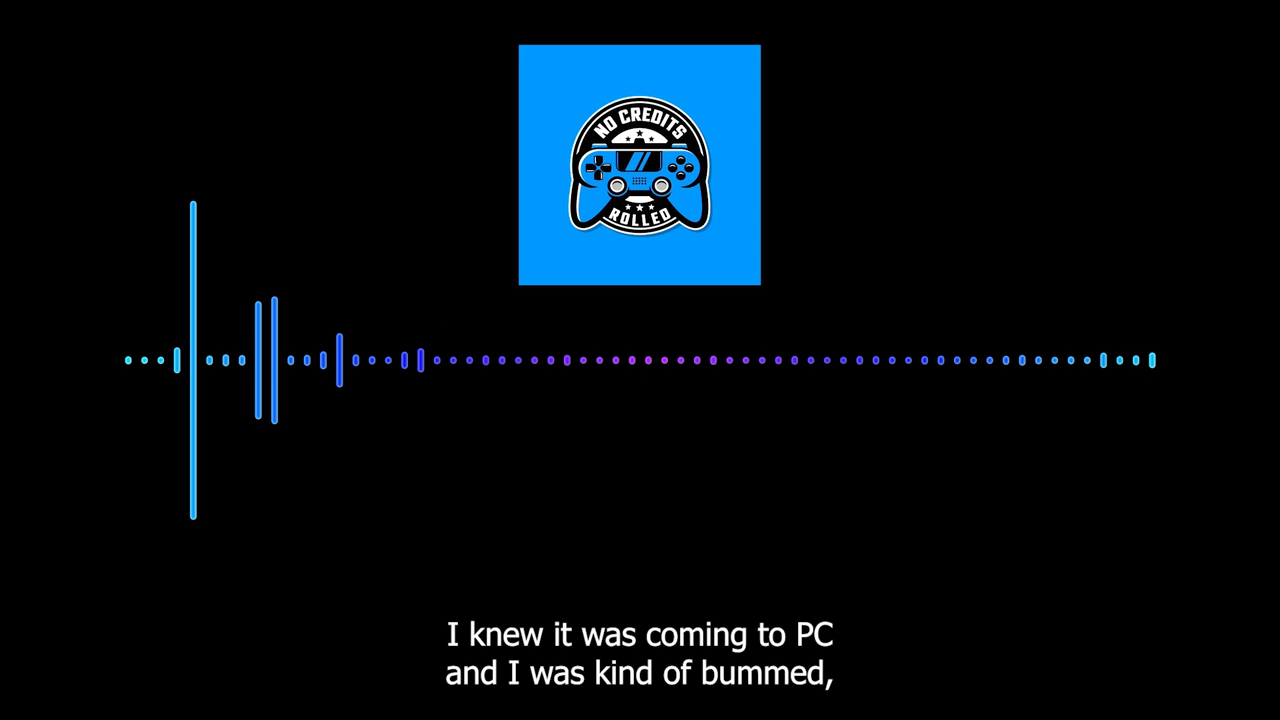 NO CREDITS
ROLLED
I knew it was coming to PC
and I was kind of bummed,